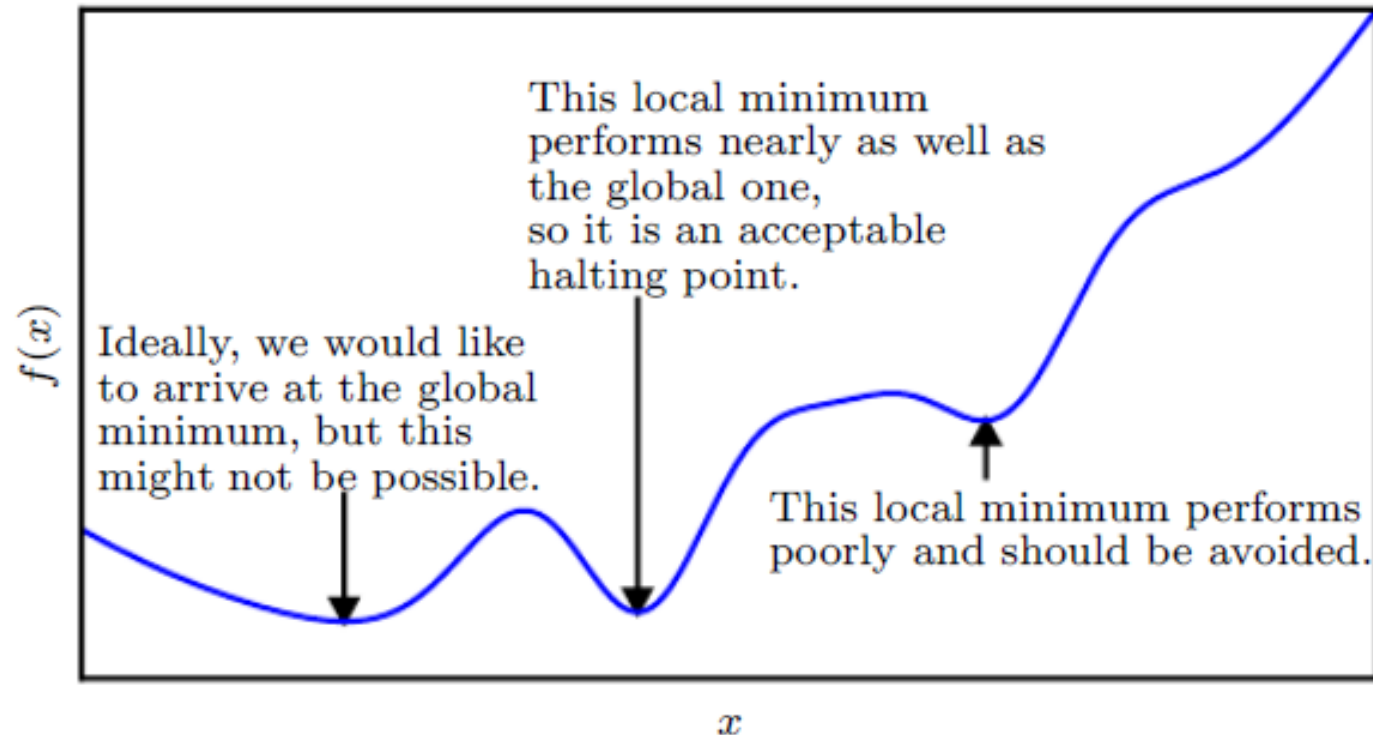 This local minimum
performs nearly as well as
the global one,
so it is an acceptable
halting point.
Ideally, we would like
to arrive at the global
minimum, but this
might not be possible.
This local minimum performs
poorly and should be avoided.
f(x)
x